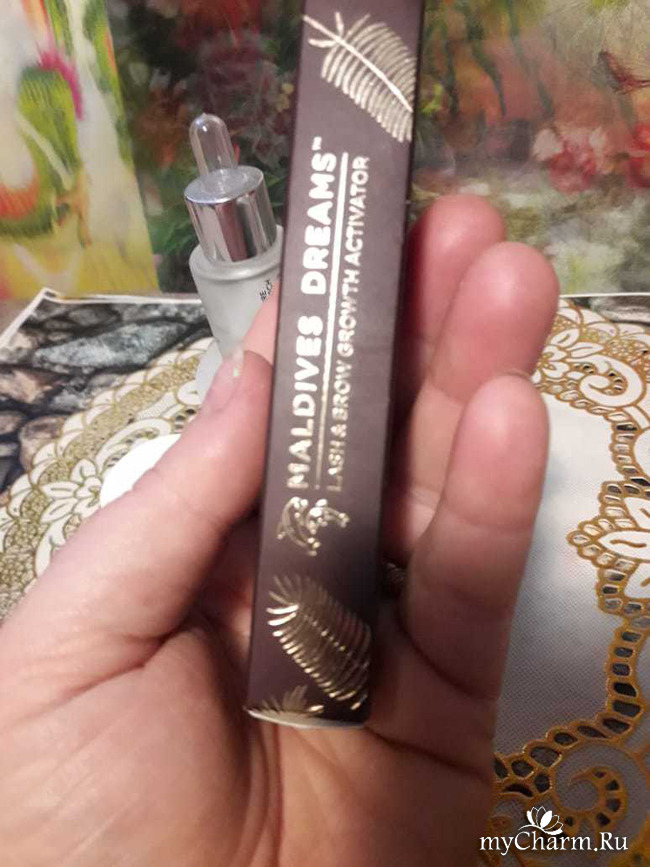 MALDIVES DREAMS™
LASH & BROW GROWTH ACTIVATOR
myCharm.Ru